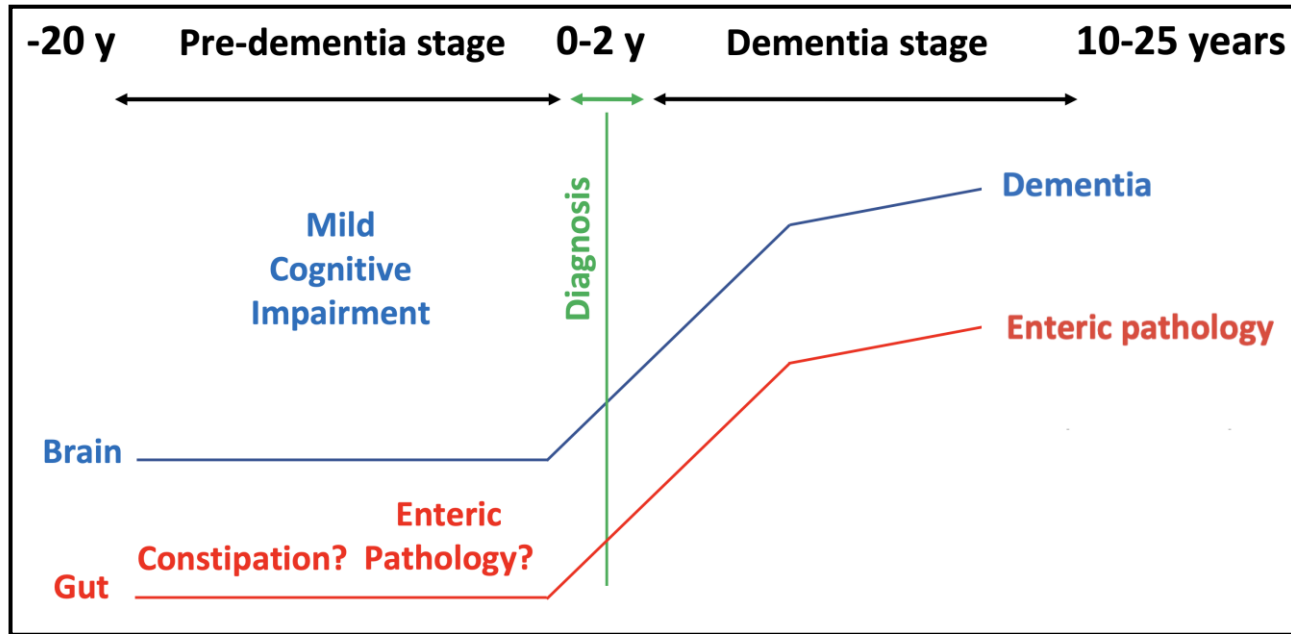 -20 y Pre-dementia stage 0-2 y Dementia stage 10-25 years
Diagnosis
Dementia
Mild
Cognitive
Impairment
Enteric pathology
Brain
Enteric
Constipation? Pathology?
Gut